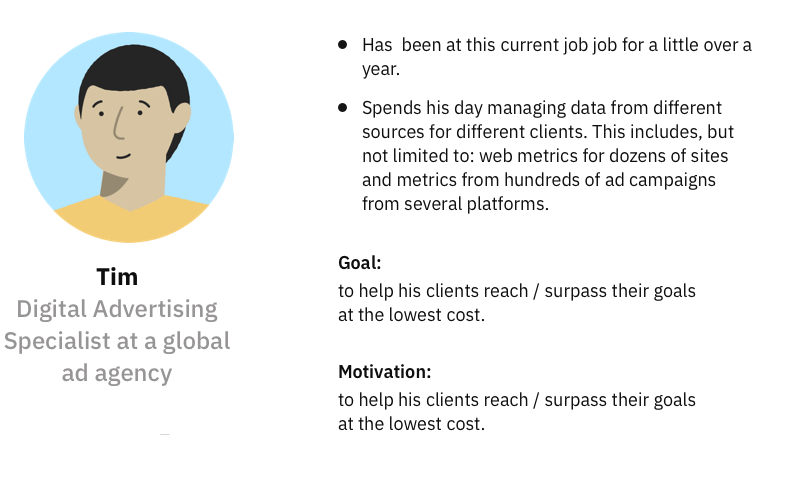 Tim
Digital Advertising
Specialist at a global
ad agency
Has  been at this current job job for a little over a
year.
Spends his day managing data from different
sources for different clients. This includes, but
not limited to: web metrics for dozens of sites
and metrics from hundreds of ad campaigns
from several platforms.
Goal:
to help his clients reach / surpass their goals
at the lowest cost.
Motivation:
to help his clients reach / surpass their goals
at the lowest cost.